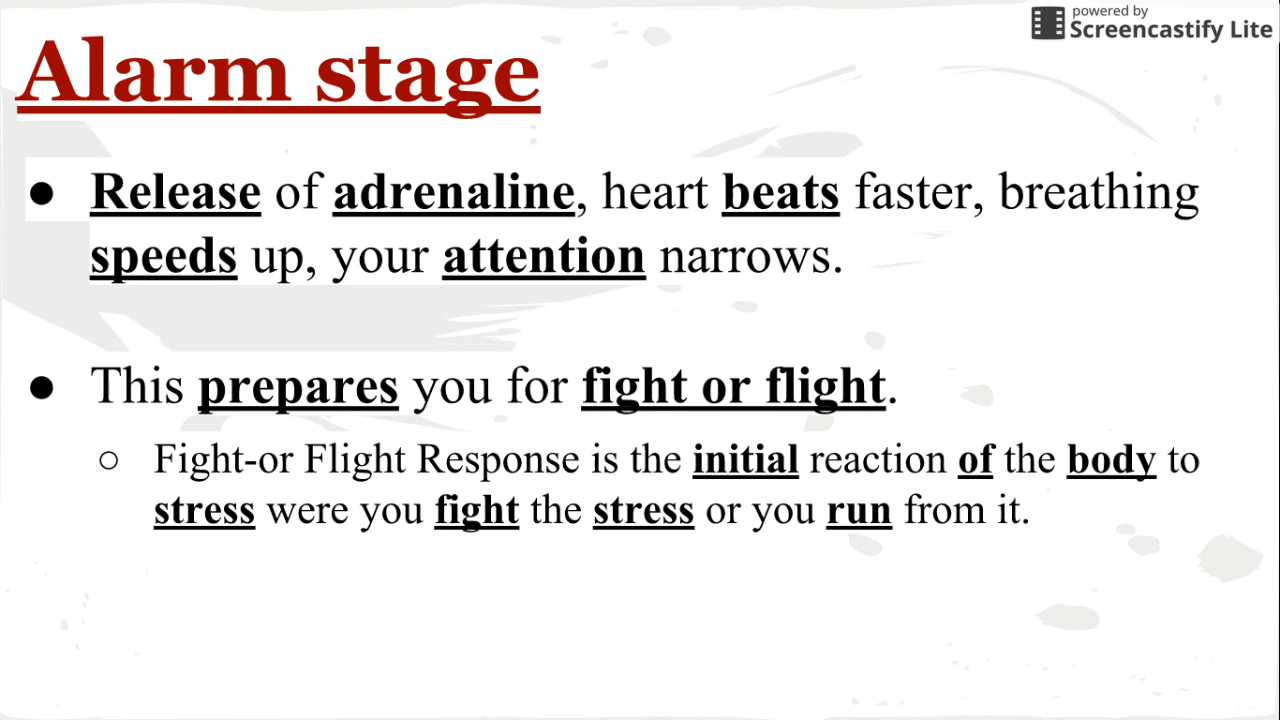 powered by
Screencastify Lite
Alarm stage
● Release of adrenaline, heart beats faster, breathing
speeds up, your attention narrows.
● This prepares you for fight or flight.
○ Fight-or Flight Response is the initial reaction of the body to
stress were you fight the stress or you run from it.